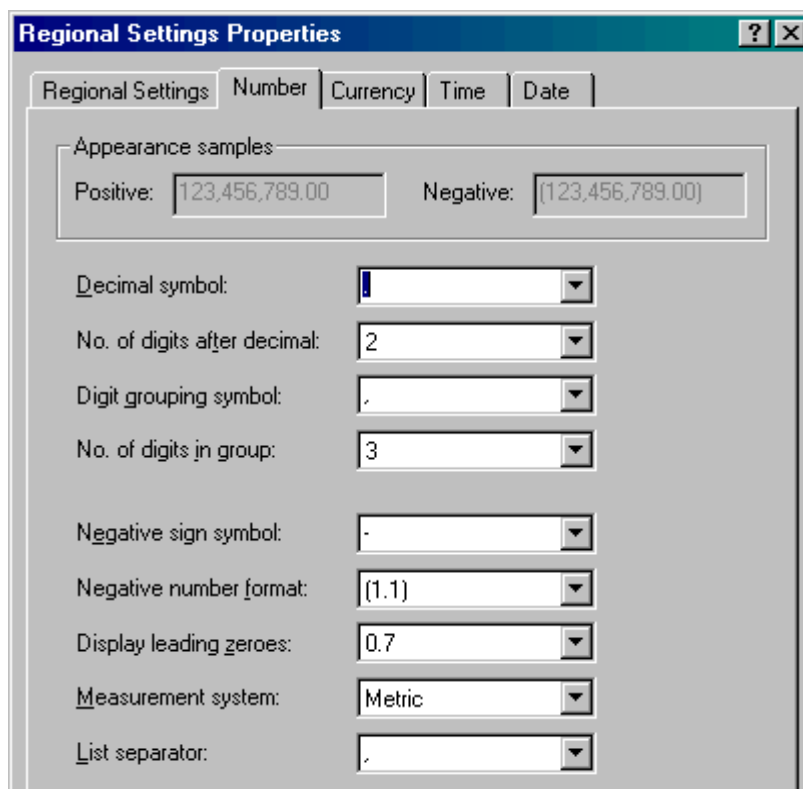 Regional Settings Properties
Regional Settings Number Currency Time Date
Appearance samples
Positive: 123,456,789.00 Negative: (123,456,789.00)
Decimal symbol: .
No. of digits after decimal: 2
Digit grouping symbol: ,
No. of digits in group: 3
Negative sign symbol: -
Negative number format: (1.1)
Display leading zeroes: 0.7
Measurement system: Metric
List separator: ,